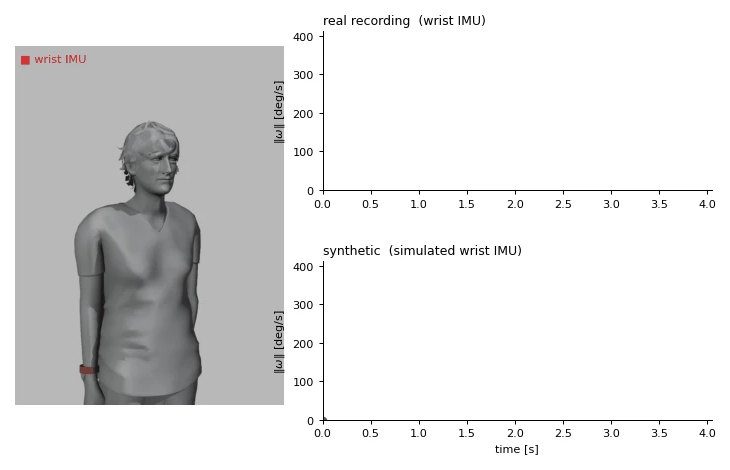 wrist IMU
real recording (wrist IMU)
400
300
200
100
0
||ω|| [deg/s]
0.0 0.5 1.0 1.5 2.0 2.5 3.0 3.5 4.0
synthetic (simulated wrist IMU)
400
300
200
100
0
||ω|| [deg/s]
0.0 0.5 1.0 1.5 2.0 2.5 3.0 3.5 4.0
time [s]